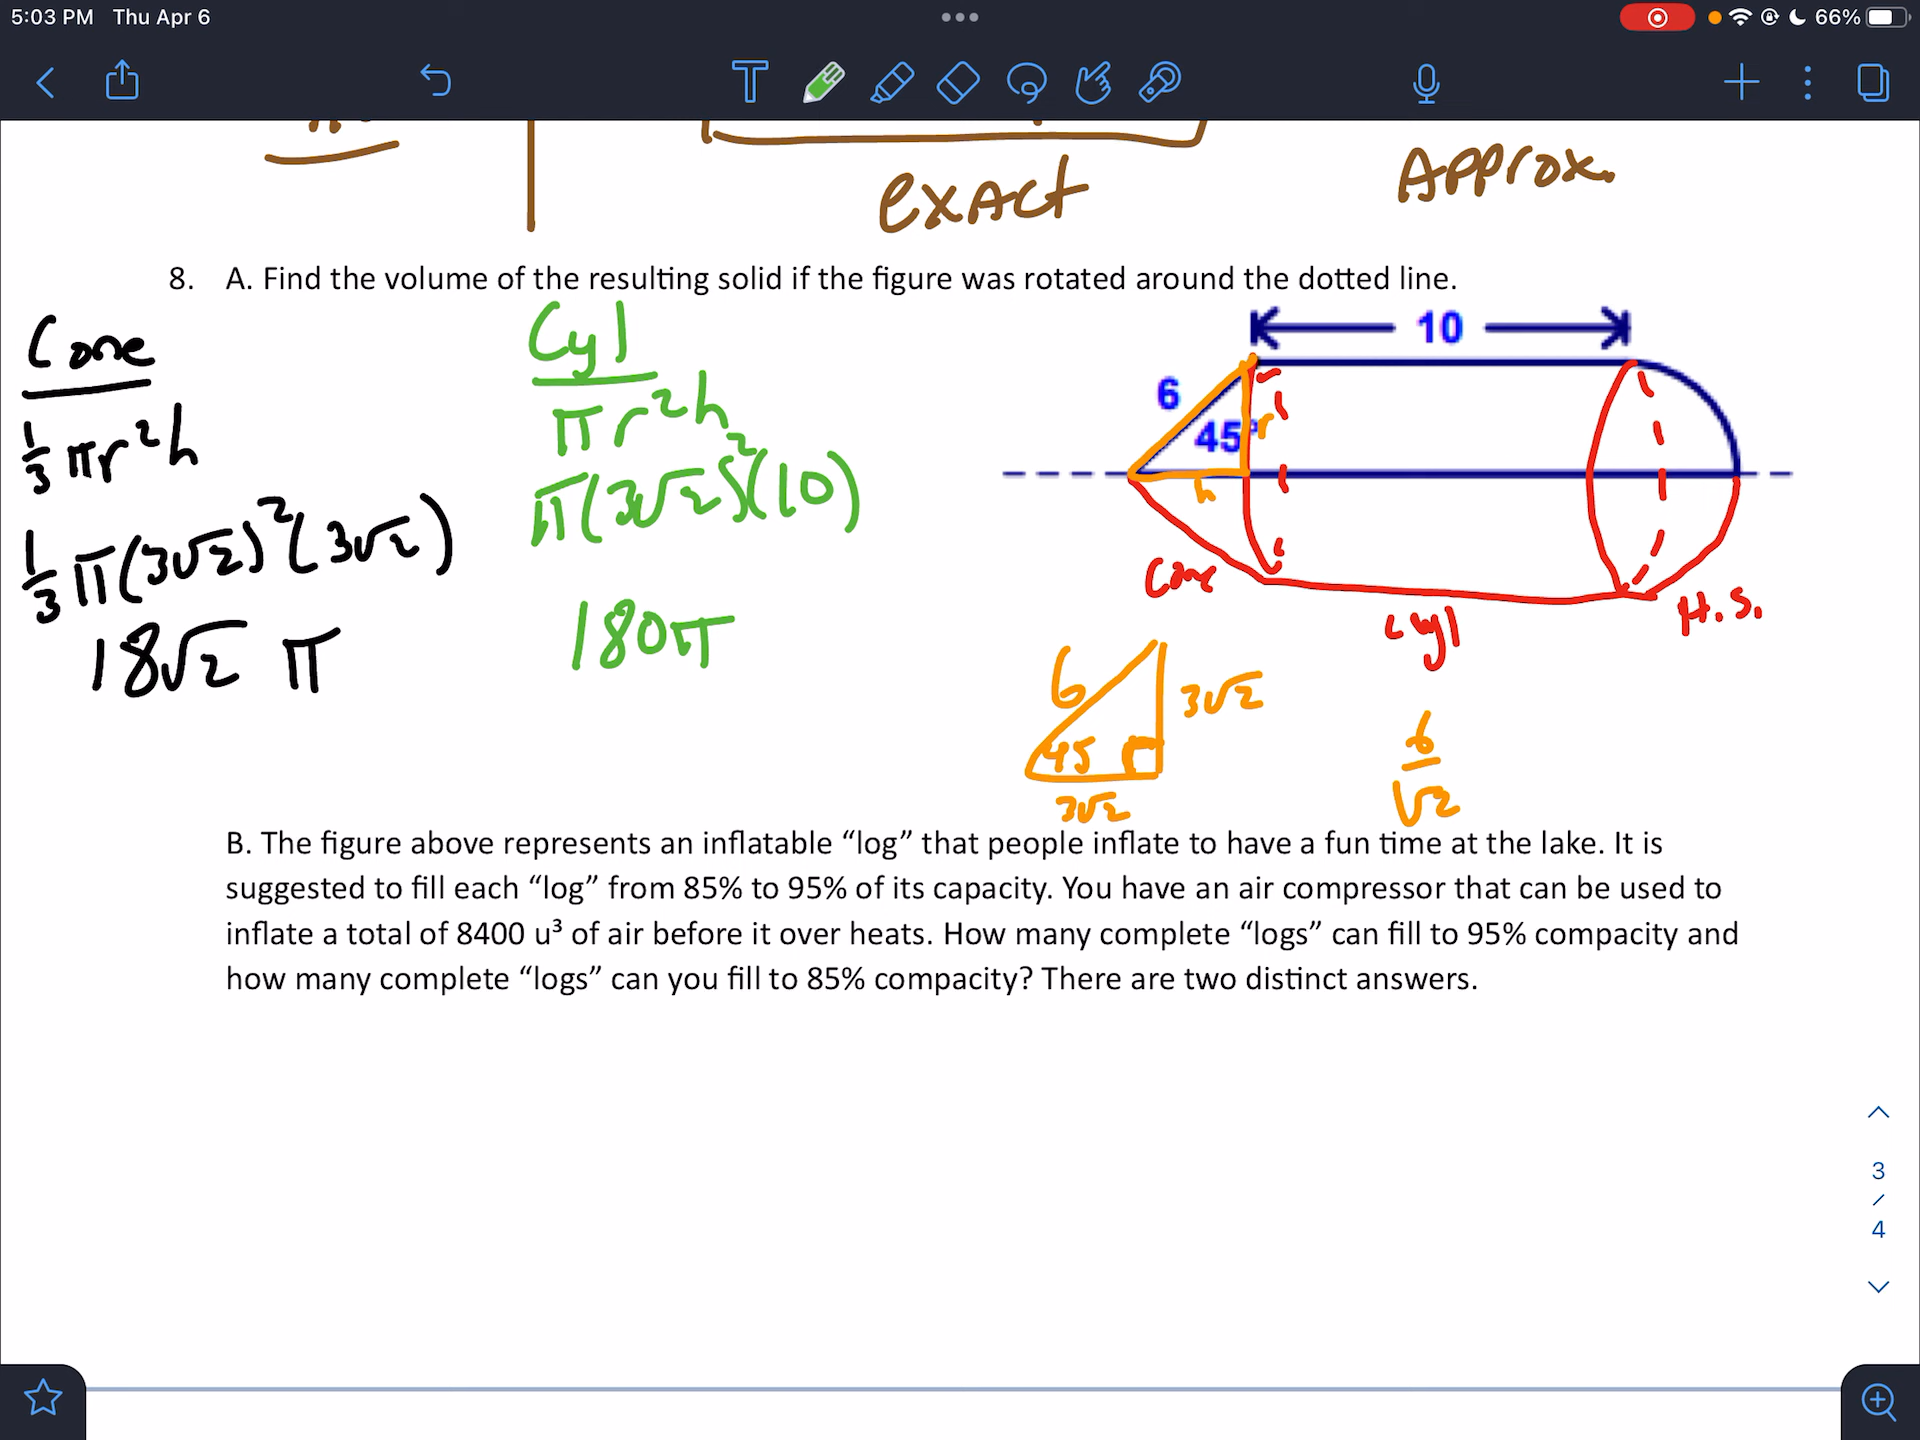 5:03 PM Thu Apr 6
66%
exact
Approx.
8. A. Find the volume of the resulting solid if the figure was rotated around the dotted line.
Cone
1/3 πr²h
1/3 π(3√2)²(3√2)
18√2 π
Cyl
πr²h
π(3√2)²(10)
180π
10
6
45°
r
h
Cone
Cyl
H.S.
6
45
3√2
3√2
6/√2
B. The figure above represents an inflatable “log” that people inflate to have a fun time at the lake. It is
suggested to fill each “log” from 85% to 95% of its capacity. You have an air compressor that can be used to
inflate a total of 8400 u³ of air before it over heats. How many complete “logs” can fill to 95% compacity and
how many complete “logs” can you fill to 85% compacity? There are two distinct answers.
3
/
4